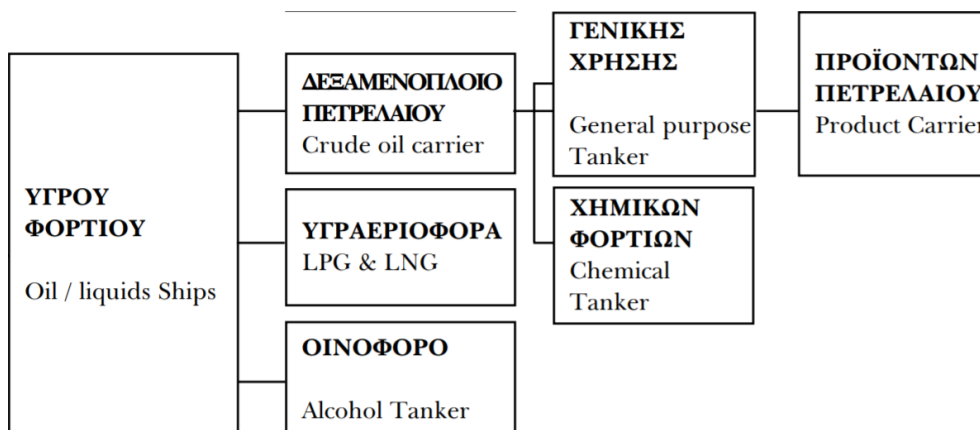 ΥΓΡΟΥ
ΦΟΡΤΙΟΥ
Oil / liquids Ships
ΔΕΞΑΜΕΝΟΠΛΟΙΟ
ΠΕΤΡΕΛΑΙΟΥ
Crude oil carrier
ΥΓΡΑΕΡΙΟΦΟΡΑ
LPG & LNG
ΟΙΝΟΦΟΡΟ
Alcohol Tanker
ΓΕΝΙΚΗΣ
ΧΡΗΣΗΣ
General purpose
Tanker
ΧΗΜΙΚΩΝ
ΦΟΡΤΙΩΝ
Chemical
Tanker
ΠΡΟΪΟΝΤΩΝ
ΠΕΤΡΕΛΑΙΟΥ
Product Carrier